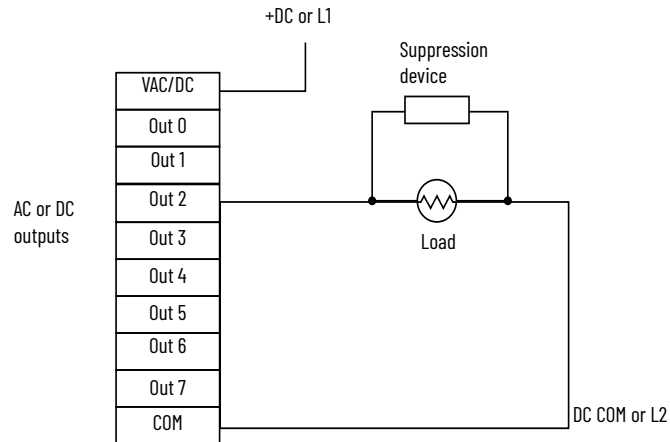 +DC or L1
Suppression
device
VAC/DC
Out 0
Out 1
Out 2
Out 3
Out 4
Out 5
Out 6
Out 7
COM
AC or DC
outputs
Load
DC COM or L2